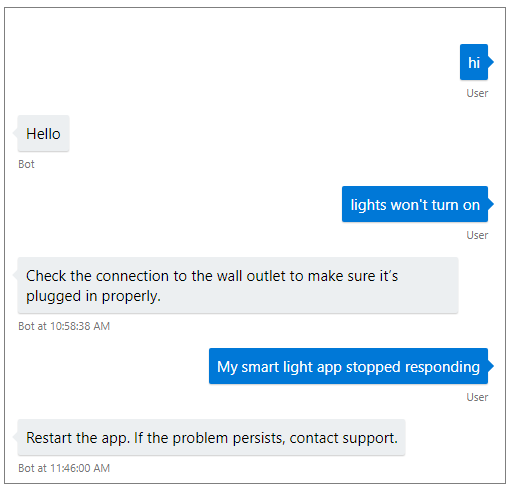 hi
User
Hello
Bot
lights won't turn on
User
Check the connection to the wall outlet to make sure it’s
plugged in properly.
Bot at 10:58:38 AM
My smart light app stopped responding
User
Restart the app. If the problem persists, contact support.
Bot at 11:46:00 AM